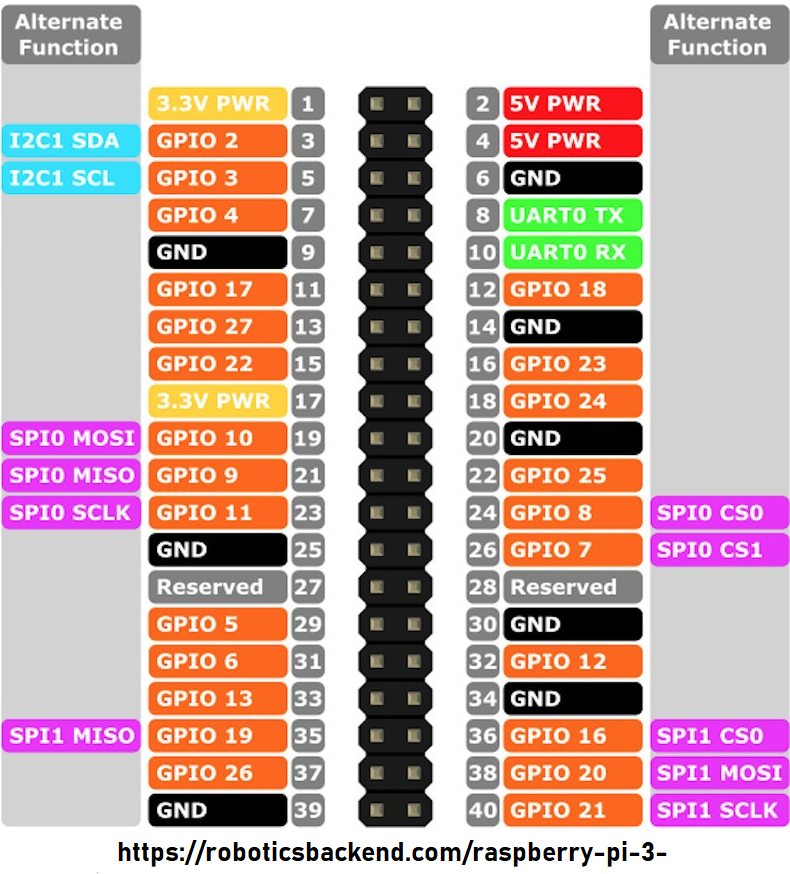 Alternate Function Alternate Function
3.3V PWR 1 2 5V PWR
I2C1 SDA GPIO 2 3 4 5V PWR
I2C1 SCL GPIO 3 5 6 GND
GPIO 4 7 8 UART0 TX
GND 9 10 UART0 RX
GPIO 17 11 12 GPIO 18
GPIO 27 13 14 GND
GPIO 22 15 16 GPIO 23
3.3V PWR 17 18 GPIO 24
SPI0 MOSI GPIO 10 19 20 GND
SPI0 MISO GPIO 9 21 22 GPIO 25
SPI0 SCLK GPIO 11 23 24 GPIO 8 SPI0 CS0
GND 25 26 GPIO 7 SPI0 CS1
Reserved 27 28 Reserved
GPIO 5 29 30 GND
GPIO 6 31 32 GPIO 12
GPIO 13 33 34 GND
SPI1 MISO GPIO 19 35 36 GPIO 16 SPI1 CS0
GPIO 26 37 38 GPIO 20 SPI1 MOSI
GND 39 40 GPIO 21 SPI1 SCLK
https://roboticsbackend.com/raspberry-pi-3-